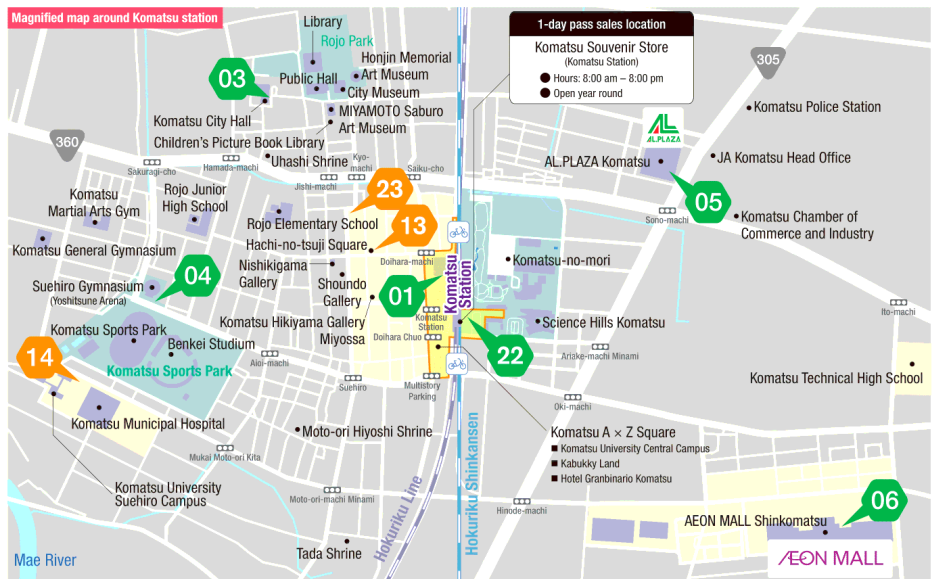 Magnified map around Komatsu station
Library
Rojo Park
Honjin Memorial
Art Museum
Public Hall
City Museum
03
Komatsu City Hall
MIYAMOTO Saburo
Art Museum
Children's Picture Book Library
Uhashi Shrine
1-day pass sales location
Komatsu Souvenir Store
(Komatsu Station)
Hours: 8:00 am – 8:00 pm
Open year round
305
Komatsu Police Station
AL
AL.PLAZA
AL.PLAZA Komatsu
JA Komatsu Head Office
05
Sono-machi
Komatsu Chamber of
Commerce and Industry
360
Sakuragi-cho
Hamada-machi
Kyo-
machi
Saiku-cho
Jishi-machi
Komatsu
Martial Arts Gym
Rojo Junior
High School
23
13
Rojo Elementary School
Hachi-no-tsuji Square
Komatsu General Gymnasium
Doihara-machi
Nishikigama
Gallery
Shoundo
Gallery
04
Suehiro Gymnasium
(Yoshitsune Arena)
01
Komatsu
Station
Komatsu-no-mori
Komatsu Hikiyama Gallery
Miyossa
Komatsu
Station
Doihara Chuo
22
Science Hills Komatsu
Ito-machi
Komatsu Sports Park
Benkei Studium
Komatsu Sports Park
14
Aioi-machi
Suehiro
Multistory
Parking
Ariake-machi Minami
Komatsu Technical High School
Oki-machi
Komatsu Municipal Hospital
Moto-ori Hiyoshi Shrine
Mukai Moto-ori Kita
Komatsu A × Z Square
Komatsu University Central Campus
Kabukky Land
Hotel Granbinario Komatsu
Komatsu University
Suehiro Campus
Moto-ori-machi Minami
Hokuriku Line
Hokuriku Shinkansen
Hinode-machi
06
AEON MALL Shinkomatsu
ÆON MALL
Tada Shrine
Mae River